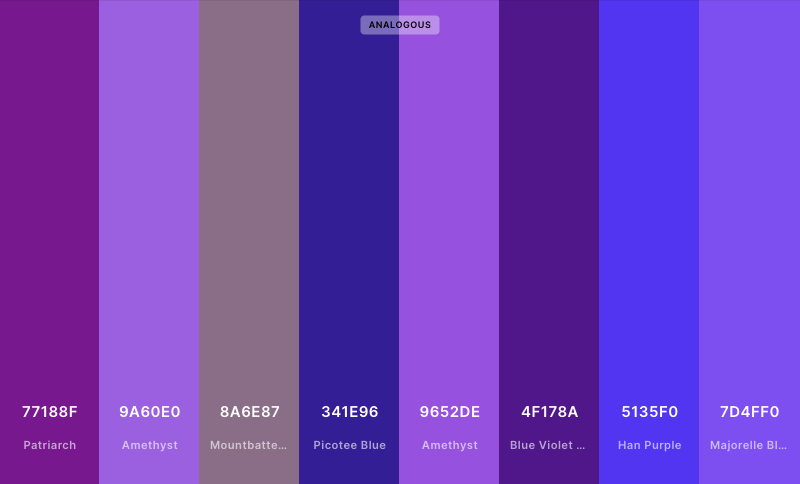 ANALOGOUS
77188F 9A60E0 8A6E87 341E96 9652DE 4F178A 5135F0 7D4FF0
Patriarch Amethyst Mountbatte... Picotee Blue Amethyst Blue Violet ... Han Purple Majorelle Bl...